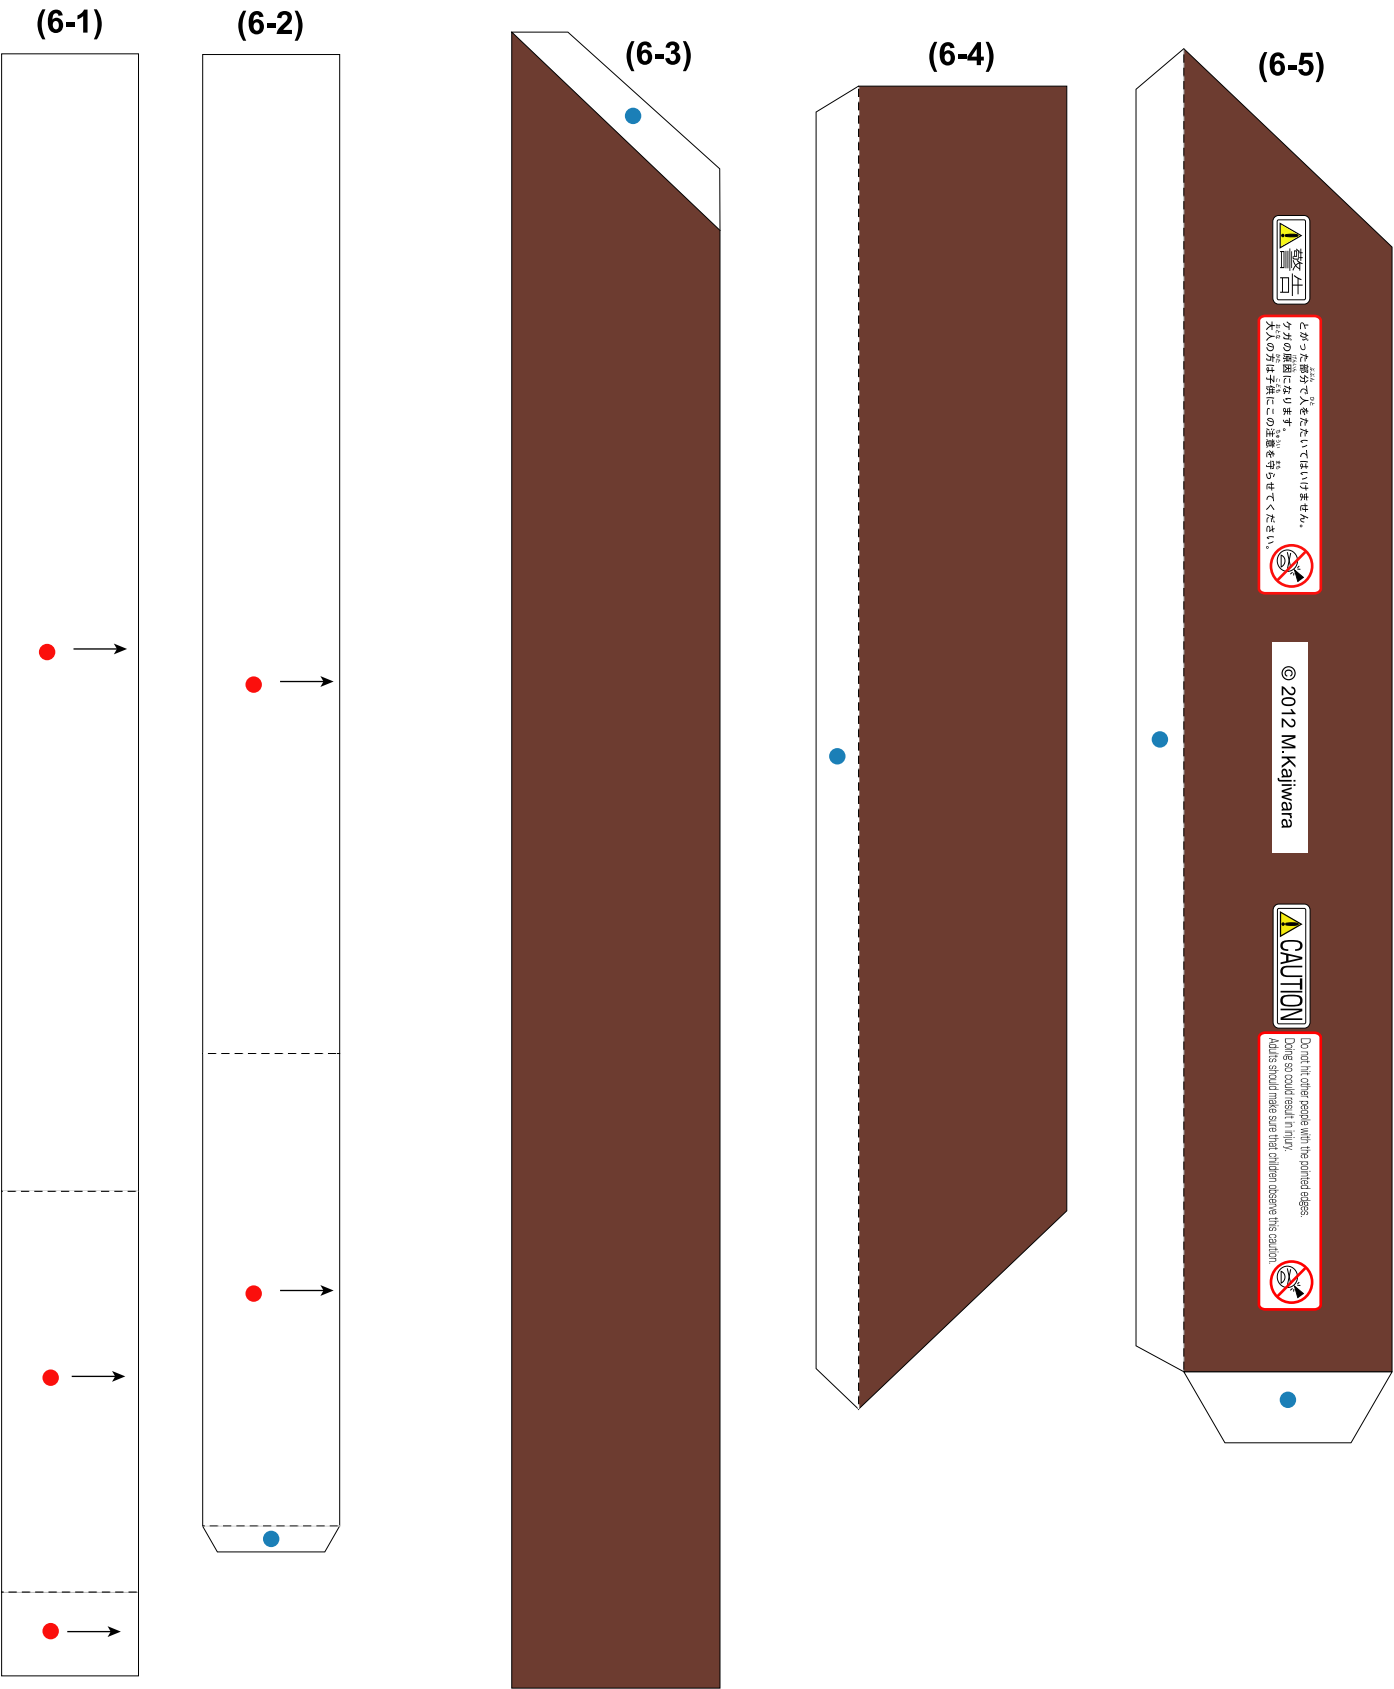 (6-1)
(6-2)
(6-3)
(6-4)
(6-5)
警告
とがった部分で人をたたいてはいけません。
ケガの原因になります。
大人の方は子供にこの注意を守らせてください。
© 2012 M.Kajiwara
CAUTION
Do not hit other people with the pointed edges.
Doing so could result in injury.
Adults should make sure that children observe this caution.